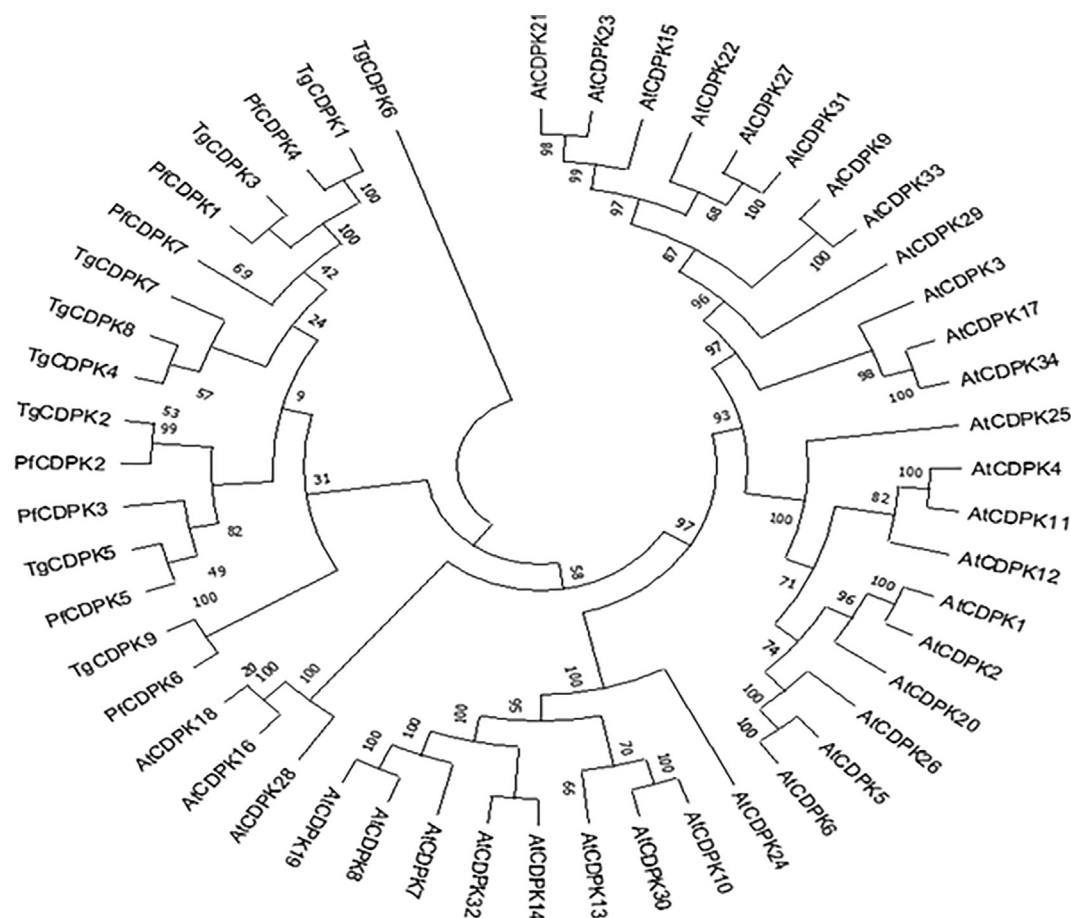 AtCDPK21
AtCDPK23
AtCDPK15
AtCDPK22
AtCDPK27
AtCDPK31
AtCDPK9
AtCDPK33
AtCDPK29
AtCDPK3
AtCDPK17
AtCDPK34
AtCDPK25
AtCDPK4
AtCDPK11
AtCDPK12
AtCDPK1
AtCDPK2
AtCDPK20
AtCDPK26
AtCDPK5
AtCDPK6
AtCDPK24
AtCDPK10
AtCDPK30
AtCDPK13
AtCDPK14
AtCDPK32
AtCDPK7
AtCDPK8
AtCDPK19
AtCDPK28
AtCDPK16
AtCDPK18
PfCDPK6
TgCDPK9
PfCDPK5
TgCDPK5
PfCDPK3
PfCDPK2
TgCDPK2
TgCDPK4
TgCDPK8
TgCDPK7
PfCDPK7
PfCDPK1
TgCDPK3
PfCDPK4
TgCDPK1
TgCDPK6
98
99
97
68
100
67
100
96
97
98
100
93
100
100
82
71
100
96
74
100
100
97
58
100
95
70
100
66
100
100
100
100
100
20
100
49
82
99
53
57
31
9
24
42
69
100
100